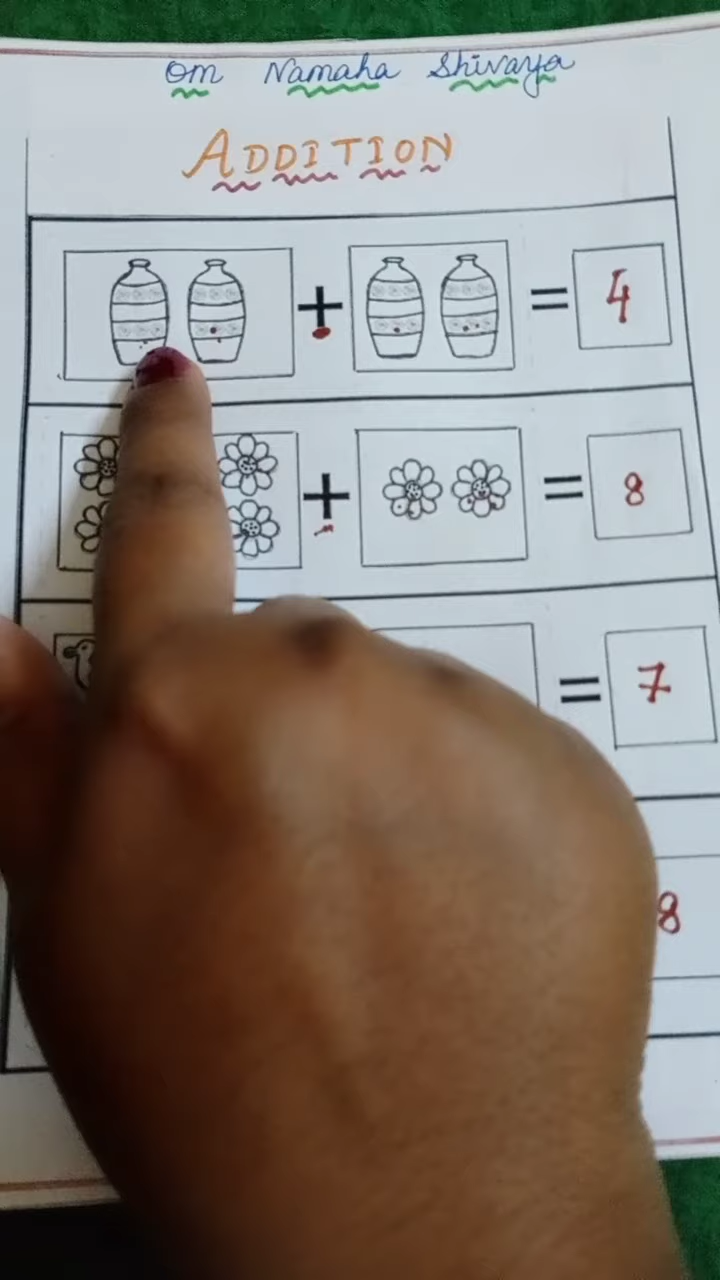 Om Namaha Shivaya
ADDITION
+ = 4
+ = 8
= 7
8